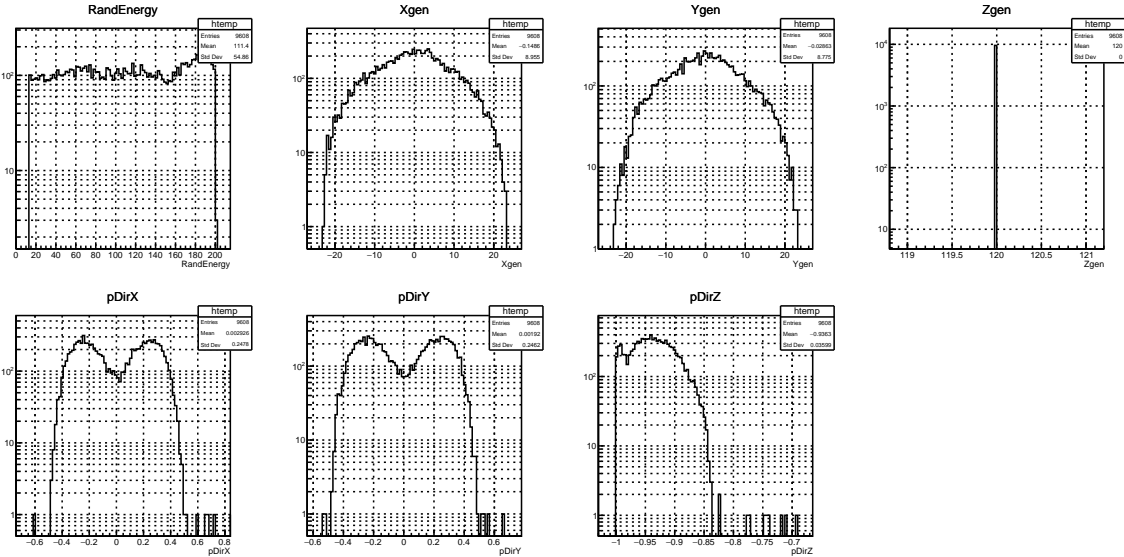 RandEnergy
htemp
Entries 9608
Mean 111.4
Std Dev 54.86
10²
10
0 20 40 60 80 100 120 140 160 180 200
RandEnergy
Xgen
htemp
Entries 9608
Mean −0.1486
Std Dev 8.955
10²
10
1
−20 −10 0 10 20
Xgen
Ygen
htemp
Entries 9608
Mean −0.02863
Std Dev 8.775
10²
10
1
−20 −10 0 10 20
Ygen
Zgen
htemp
Entries 9608
Mean 120
Std Dev 0
10⁴
10³
10²
10
119 119.5 120 120.5 121
Zgen
pDirX
htemp
Entries 9608
Mean 0.002926
Std Dev 0.2478
10²
10
1
−0.6 −0.4 −0.2 0 0.2 0.4 0.6 0.8
pDirX
pDirY
htemp
Entries 9608
Mean 0.00192
Std Dev 0.2462
10²
10
1
−0.6 −0.4 −0.2 0 0.2 0.4 0.6
pDirY
pDirZ
htemp
Entries 9608
Mean −0.9363
Std Dev 0.03599
10²
10
1
−1 −0.95 −0.9 −0.85 −0.8 −0.75 −0.7
pDirZ